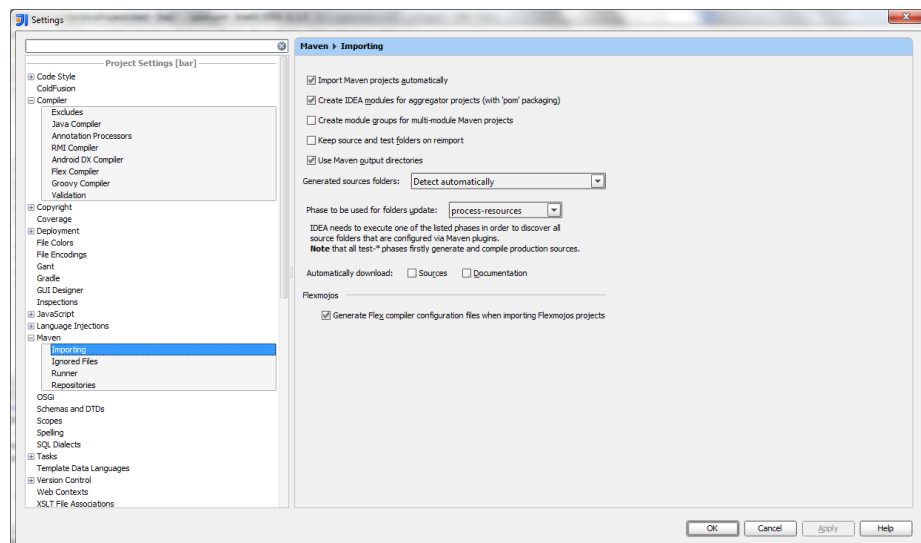 Settings
Project Settings [bar]
Code Style
ColdFusion
Compiler
Excludes
Java Compiler
Annotation Processors
RMI Compiler
Android DX Compiler
Flex Compiler
Groovy Compiler
Validation
Copyright
Coverage
Deployment
File Colors
File Encodings
Gant
Gradle
GUI Designer
Inspections
JavaScript
Language Injections
Maven
Importing
Ignored Files
Runner
Repositories
OSGi
Schemas and DTDs
Scopes
Spelling
SQL Dialects
Tasks
Template Data Languages
Version Control
Web Contexts
XSLT File Associations
Maven › Importing
Import Maven projects automatically
Create IDEA modules for aggregator projects (with 'pom' packaging)
Create module groups for multi-module Maven projects
Keep source and test folders on reimport
Use Maven output directories
Generated sources folders: Detect automatically
Phase to be used for folders update: process-resources
IDEA needs to execute one of the listed phases in order to discover all
source folders that are configured via Maven plugins.
Note that all test-* phases firstly generate and compile production sources.
Automatically download: Sources Documentation
Flexmojos
Generate Flex compiler configuration files when importing Flexmojos projects
OK Cancel Apply Help